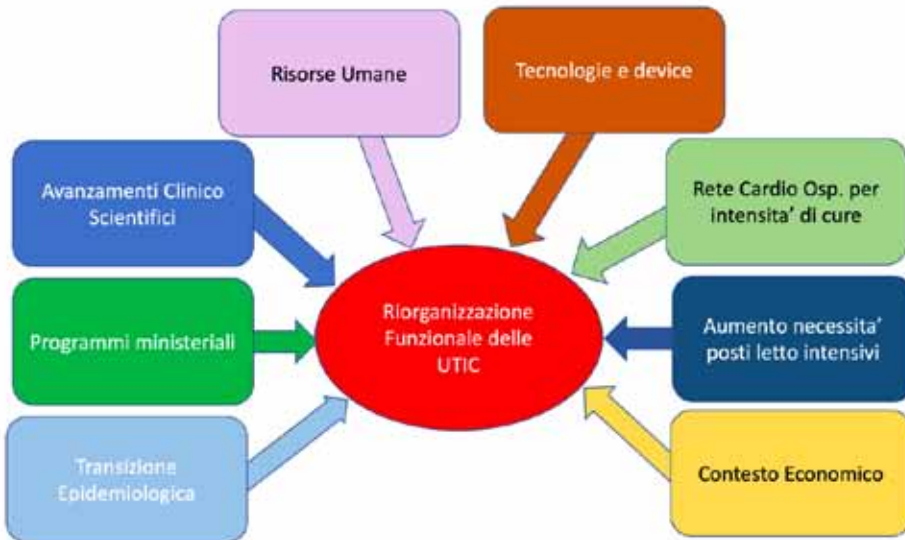 Risorse Umane
Tecnologie e device
Avanzamenti Clinico
Scientifici
Rete Cardio Osp. per
intensita' di cure
Programmi ministeriali
Riorganizzazione
Funzionale delle
UTIC
Aumento necessita'
posti letto intensivi
Transizione
Epidemiologica
Contesto Economico